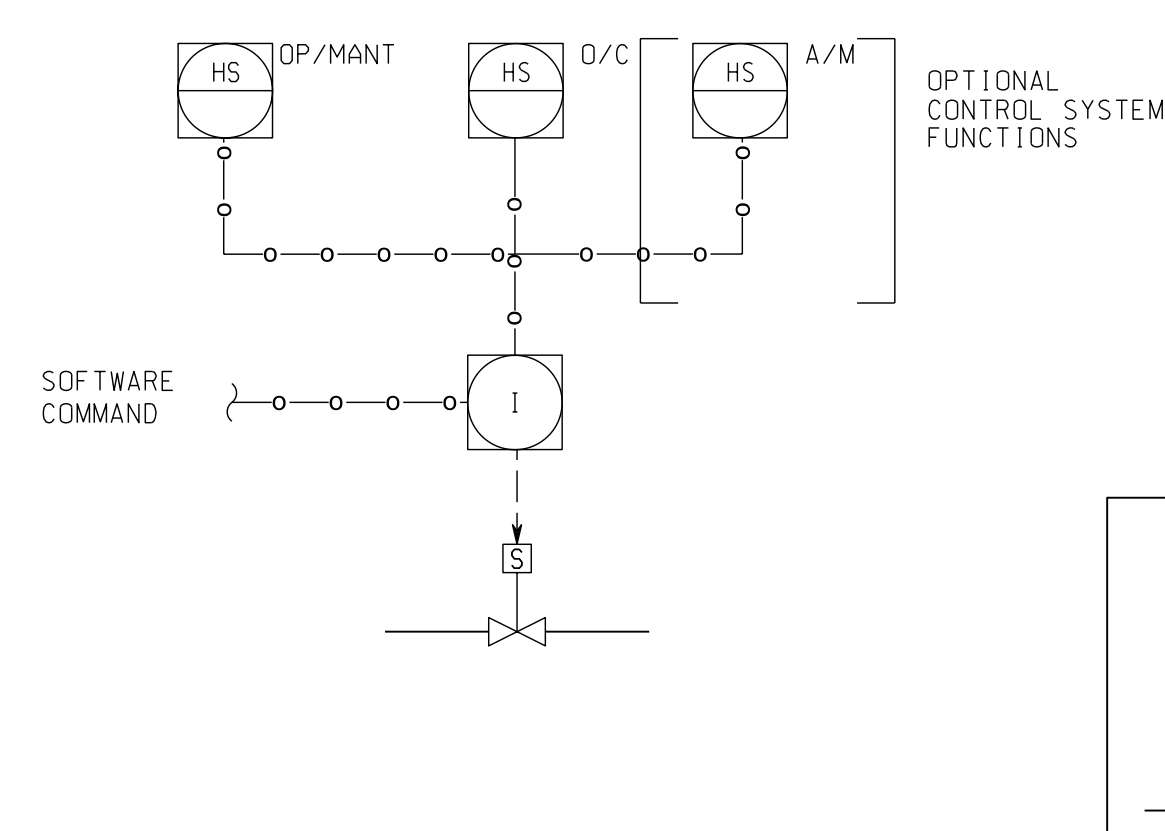 HS OP/MANT
HS O/C
HS A/M
OPTIONAL
CONTROL SYSTEM
FUNCTIONS
SOFTWARE
COMMAND
I
S